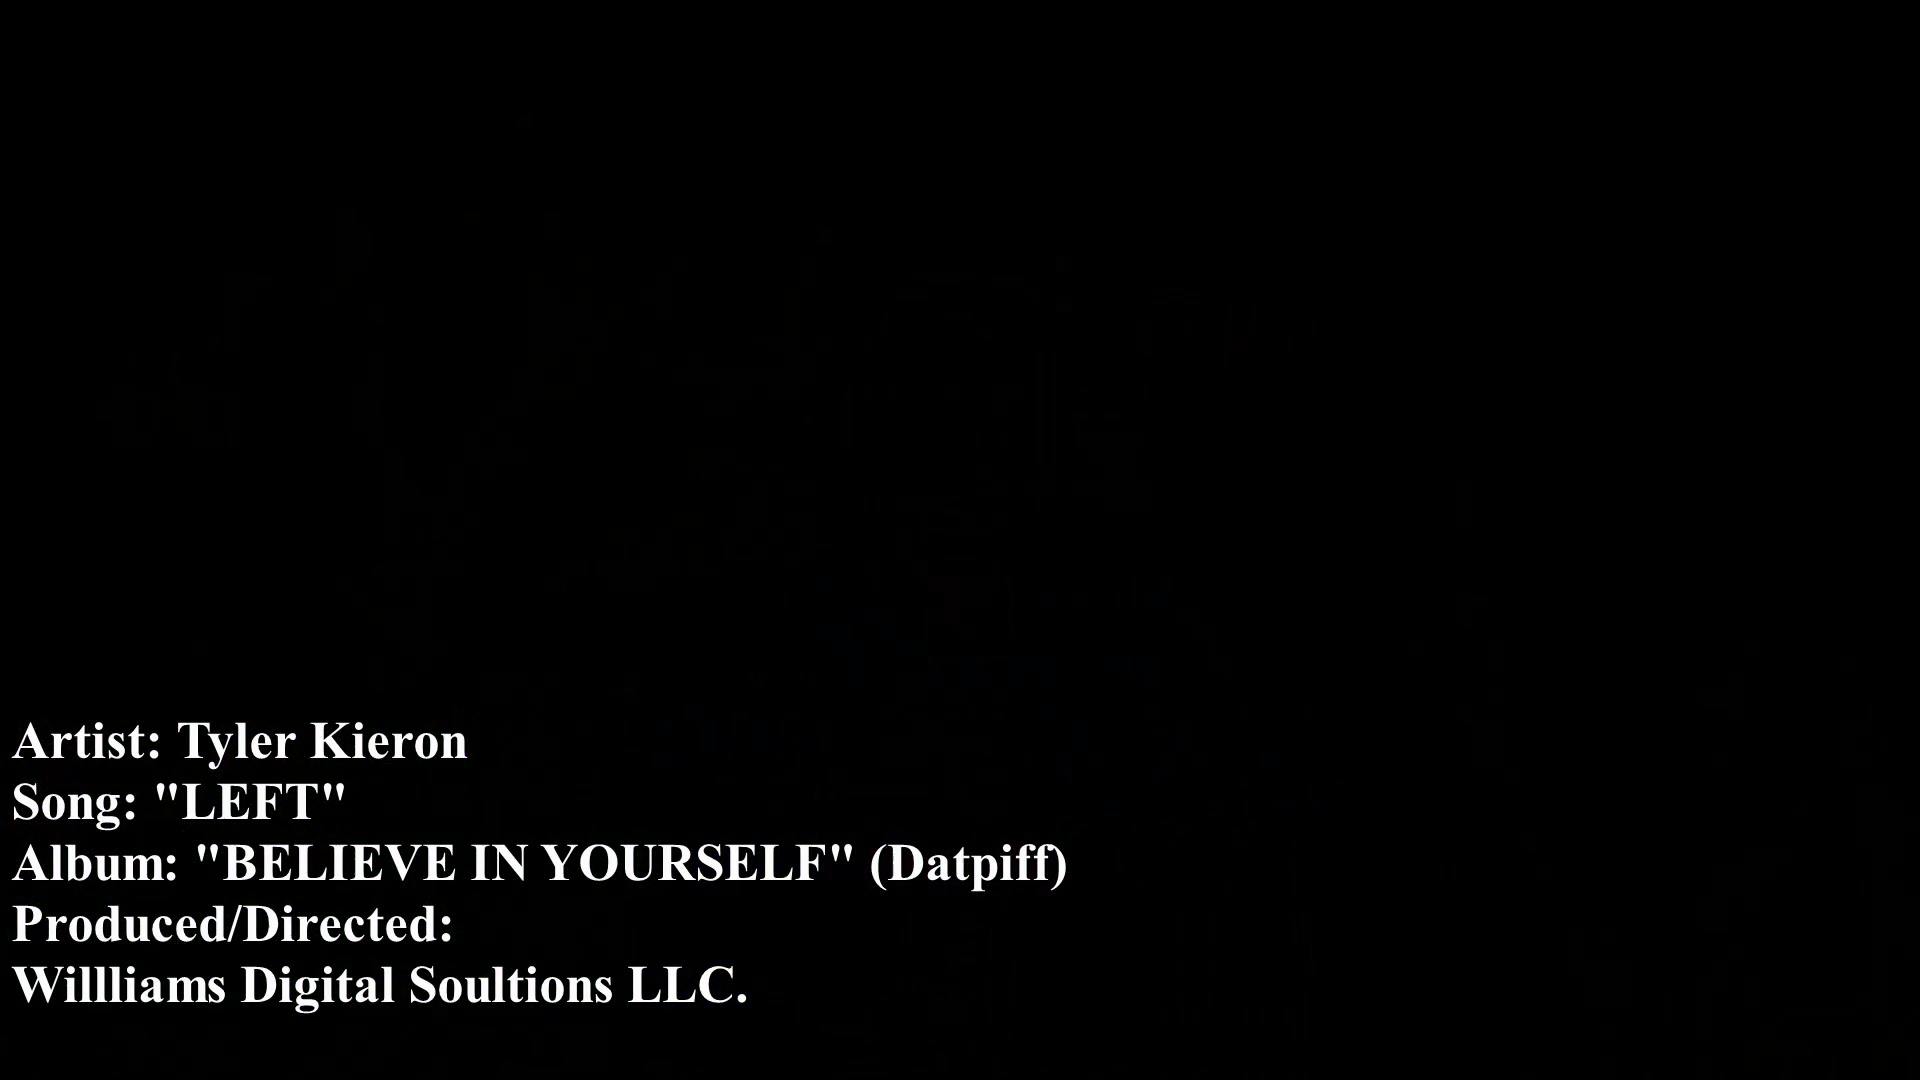 Artist: Tyler Kieron
Song: "LEFT"
Album: "BELIEVE IN YOURSELF" (Datpiff)
Produced/Directed:
Willliams Digital Soultions LLC.